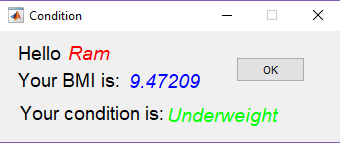 Condition
Hello Ram
OK
Your BMI is: 9.47209
Your condition is: Underweight